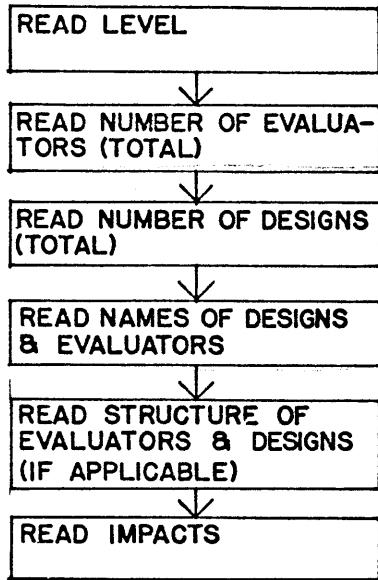 READ LEVEL
READ NUMBER OF EVALUA-
TORS (TOTAL)
READ NUMBER OF DESIGNS
(TOTAL)
READ NAMES OF DESIGNS
& EVALUATORS
READ STRUCTURE OF
EVALUATORS & DESIGNS
(IF APPLICABLE)
READ IMPACTS